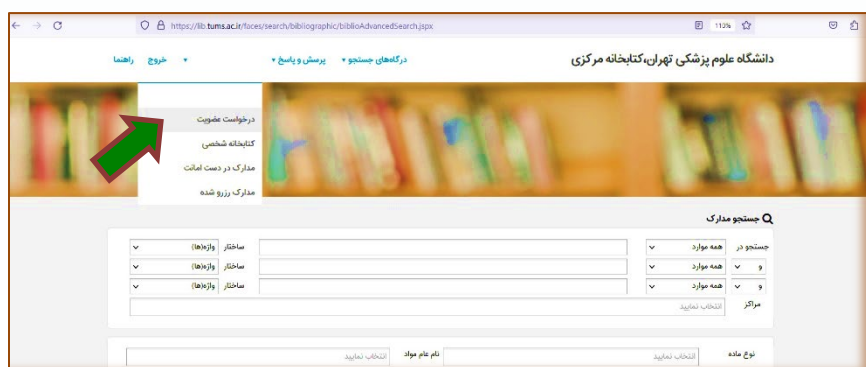 https://lib.tums.ac.ir/faces/search/bibliographic/biblioAdvancedSearch.jspx
110%
دانشگاه علوم پزشکی تهران،کتابخانه مرکزی
درگاه‌های جستجو
پرسش و پاسخ
خروج
راهنما
درخواست عضویت
کتابخانه شخصی
مدارک در دست امانت
مدارک رزرو شده
جستجو مدارک
جستجو در همه موارد ساختار واژه(ها)
و همه موارد ساختار واژه(ها)
و همه موارد ساختار واژه(ها)
مراکز انتخاب نمایید
نوع ماده انتخاب نمایید نام عام مواد انتخاب نمایید